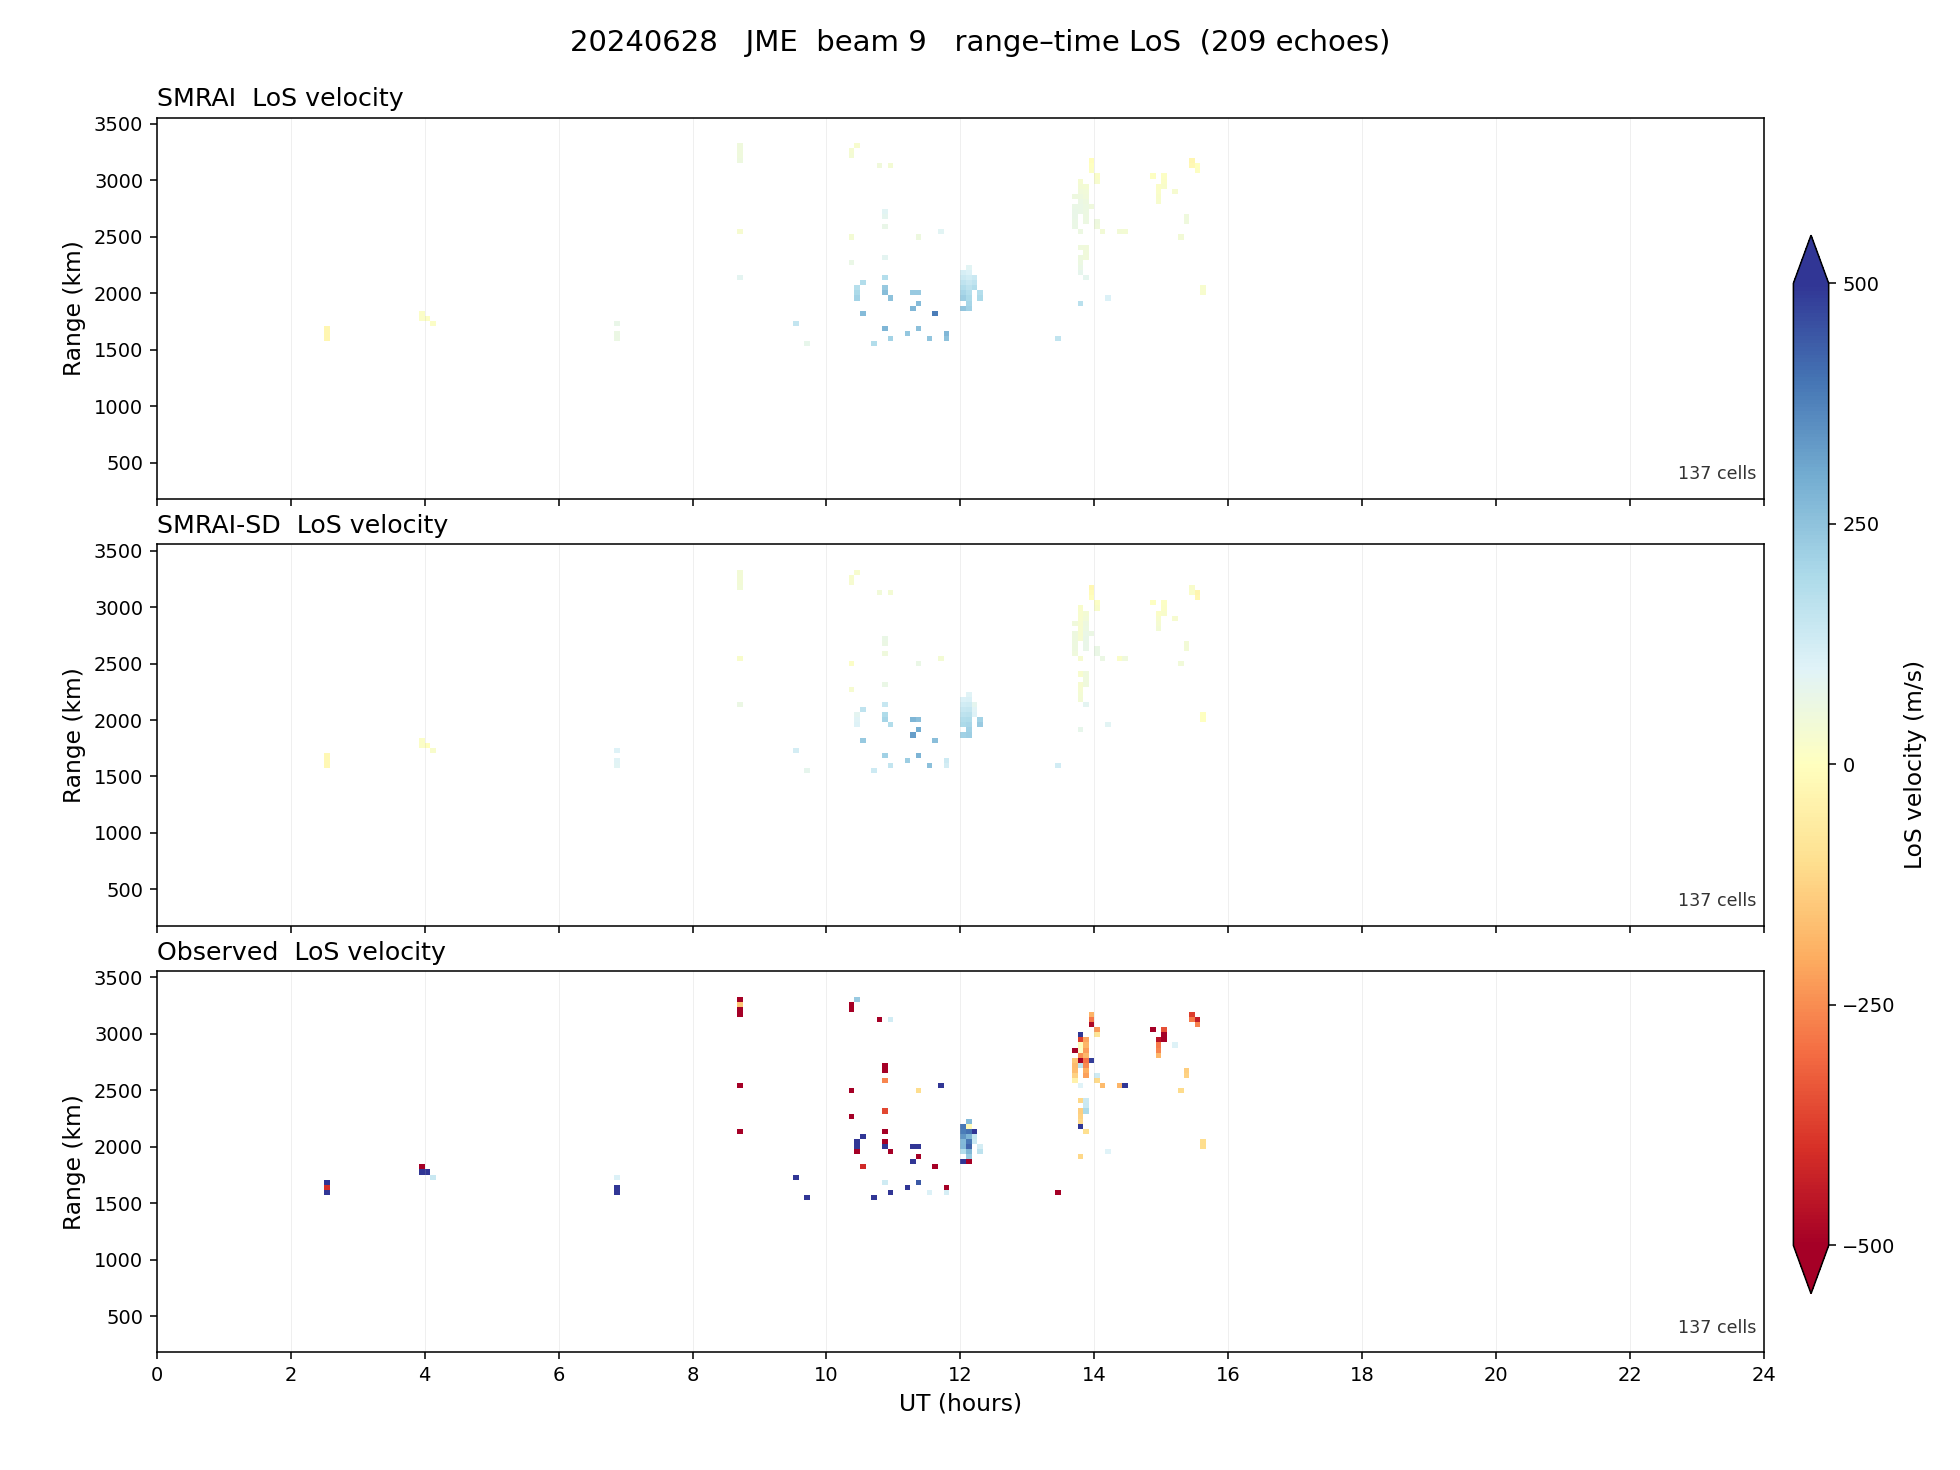 20240628   JME  beam 9   range–time LoS  (209 echoes)
SMRAI  LoS velocity
3500
3000
2500
2000
1500
1000
500
Range (km)
137 cells
SMRAI-SD  LoS velocity
3500
3000
2500
2000
1500
1000
500
Range (km)
137 cells
Observed  LoS velocity
3500
3000
2500
2000
1500
1000
500
Range (km)
137 cells
0 2 4 6 8 10 12 14 16 18 20 22 24
UT (hours)
500
250
0
−250
−500
LoS velocity (m/s)